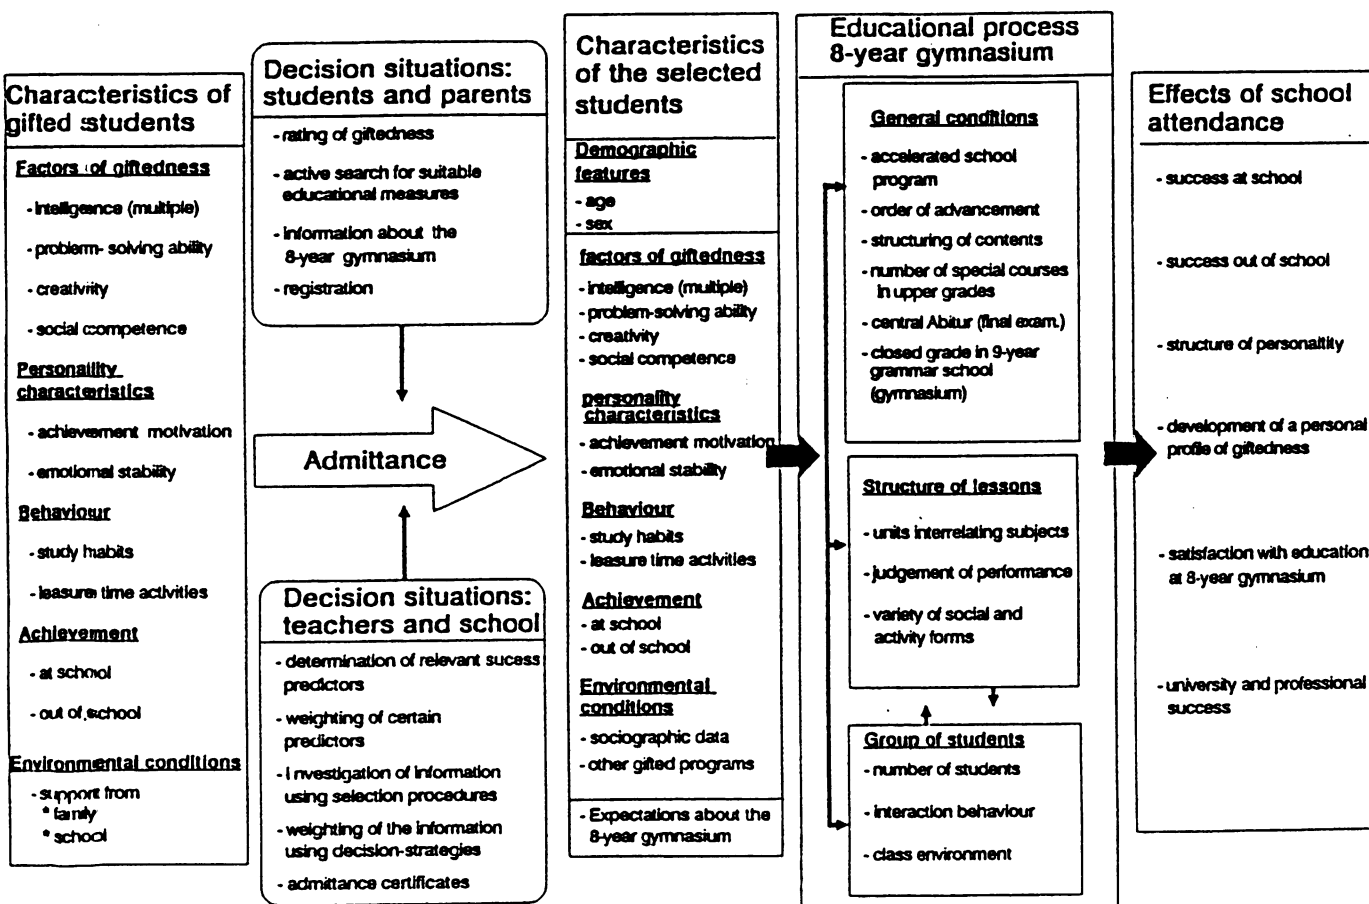 Characteristics of
gifted students
Factors of giftedness
- intelligence (multiple)
- problem- solving ability
- creativity
- social competence
Personality
characteristics
- achievement motivation
- emotional stability
Behaviour
- study habits
- leasure time activities
Achievement
- at school
- out of school
Environmental conditions
- support from
* family
* school
Decision situations:
students and parents
- rating of giftedness
- active search for suitable
educational measures
- information about the
8-year gymnasium
- registration
Admittance
Decision situations:
teachers and school
- determination of relevant sucess
predictors
- weighting of certain
predictors
- I nvestigation of information
using selection procedures
- weighting of the information
using decision-strategies
- admittance certificates
Characteristics
of the selected
students
Demographic
features
- age
- sex
factors of giftedness
- intelligence (multiple)
- problem-solving ability
- creativity
- social competence
personality
characteristics
- achievement motivation
- emotional stability
Behaviour
- study habits
- leasure time activities
Achievement
- at school
- out of school
Environmental
conditions
- sociographic data
- other gifted programs
- Expectations about the
8-year gymnasium
Educational process
8-year gymnasium
General conditions
- accelerated school
program
- order of advancement
- structuring of contents
- number of special courses
in upper grades
- central Abitur (final exam.)
- closed grade in 9-year
grammar school
(gymnasium)
Structure of lessons
- units interrelating subjects
- judgement of performance
- variety of social and
activity forms
Group of students
- number of students
- interaction behaviour
- class environment
Effects of school
attendance
- success at school
- success out of school
- structure of personaltity
- development of a personal
profile of giftedness
- satisfaction with education
at 8-year gymnasium
- university and professional
success